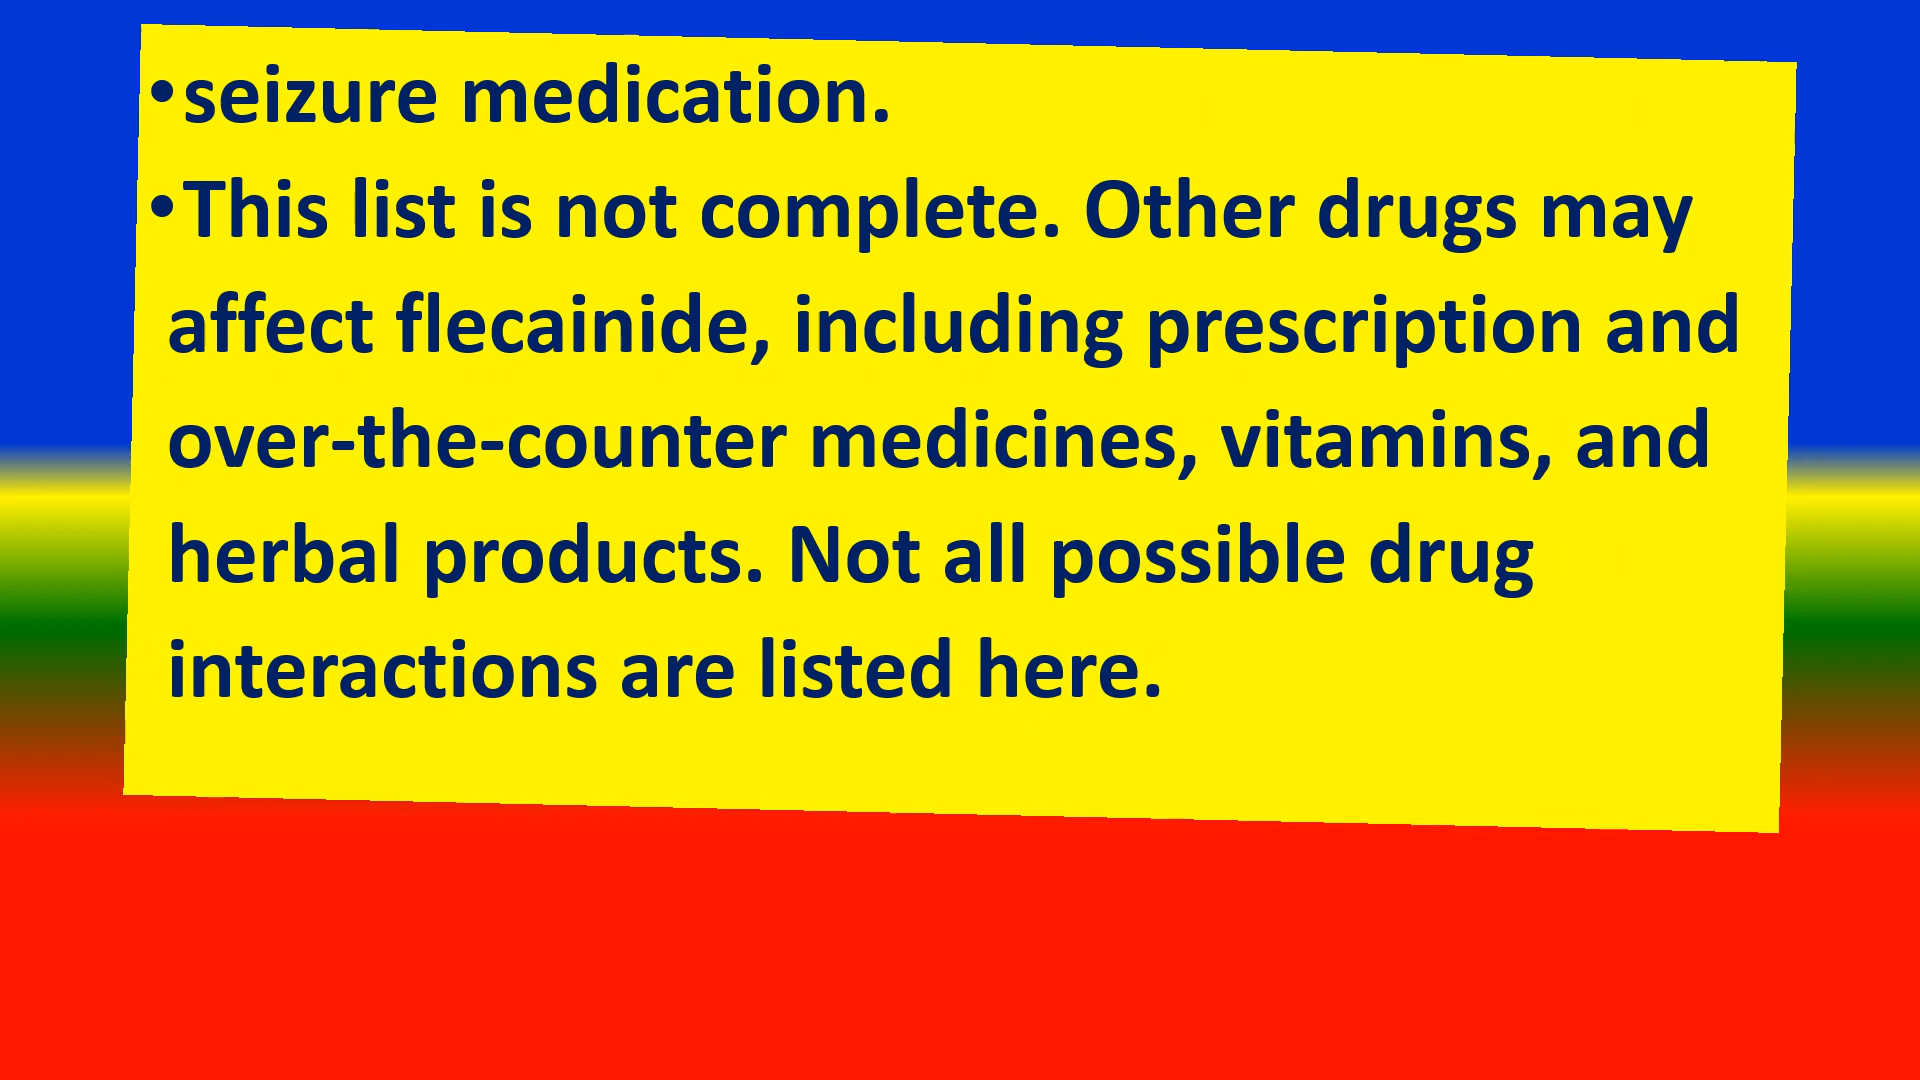 •seizure medication.
•This list is not complete. Other drugs may
affect flecainide, including prescription and
over-the-counter medicines, vitamins, and
herbal products. Not all possible drug
interactions are listed here.